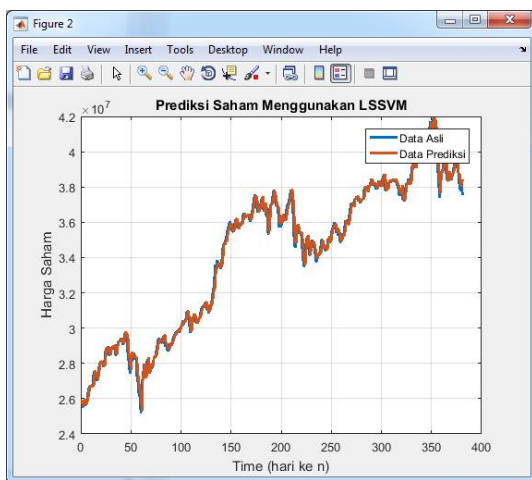 Figure 2
File Edit View Insert Tools Desktop Window Help
×10^7
Prediksi Saham Menggunakan LSSVM
4.2
4
3.8
3.6
3.4
3.2
3
2.8
2.6
2.4
Harga Saham
Data Asli
Data Prediksi
0 50 100 150 200 250 300 350 400
Time (hari ke n)